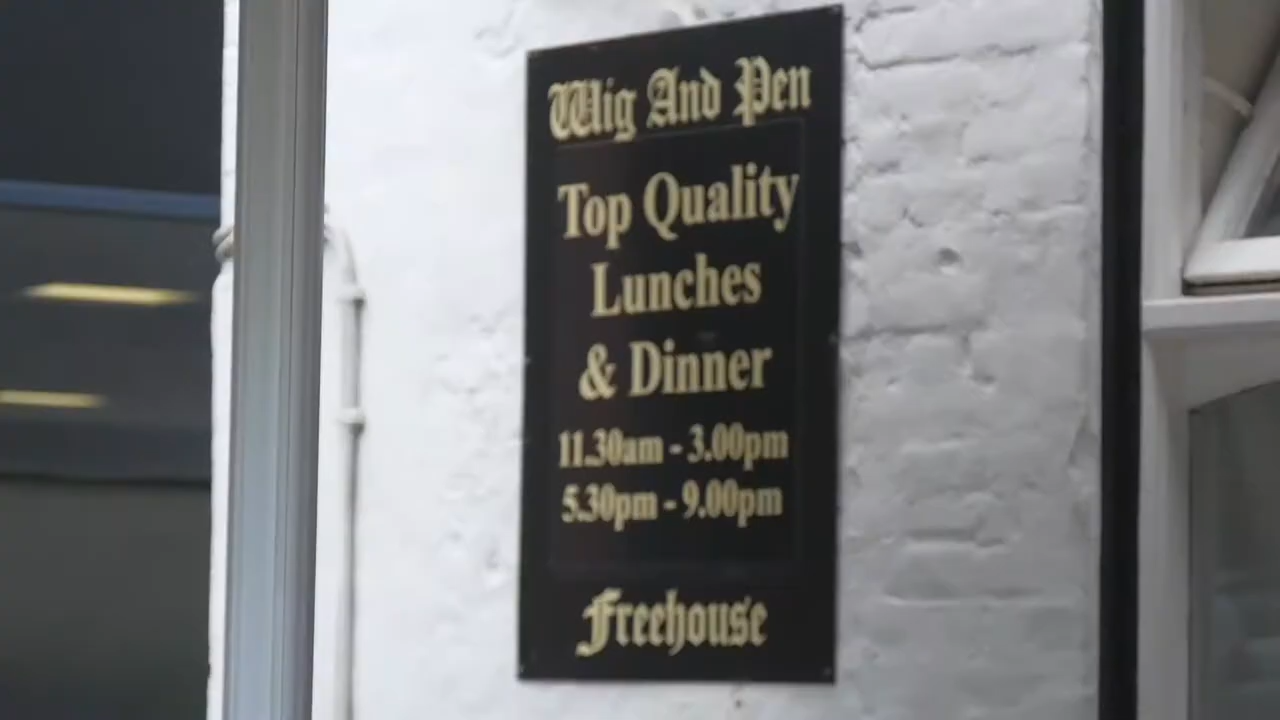 Wig And Pen
Top Quality
Lunches
& Dinner
11.30am - 3.00pm
5.30pm - 9.00pm
Freehouse